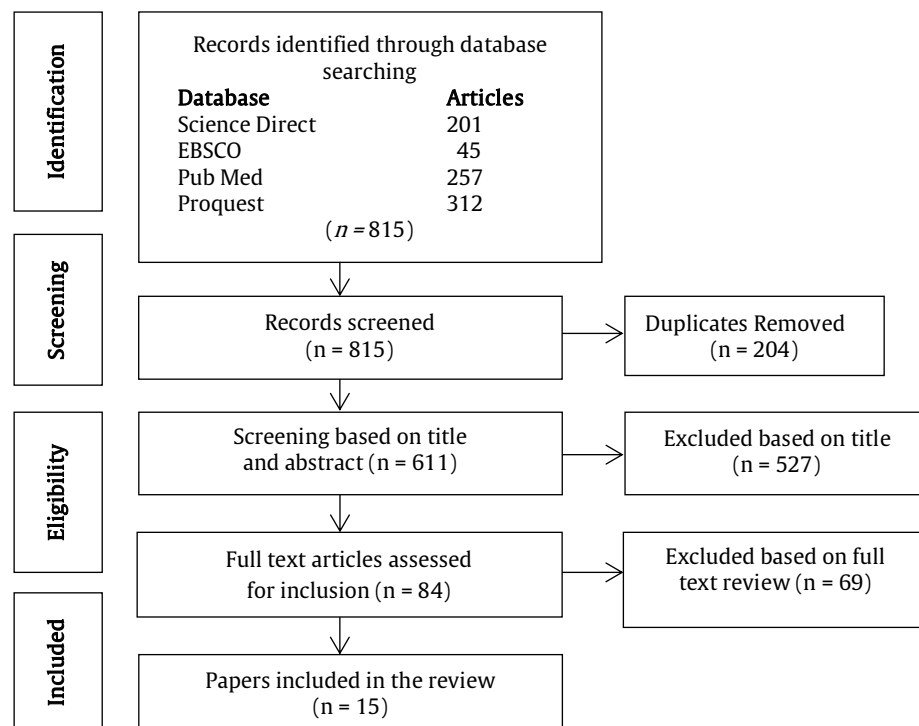 Identification
Records identified through database
searching
Database Articles
Science Direct 201
EBSCO 45
Pub Med 257
Proquest 312
(n = 815)
Screening
Records screened
(n = 815)
Duplicates Removed
(n = 204)
Eligibility
Screening based on title
and abstract (n = 611)
Excluded based on title
(n = 527)
Full text articles assessed
for inclusion (n = 84)
Excluded based on full
text review (n = 69)
Included
Papers included in the review
(n = 15)